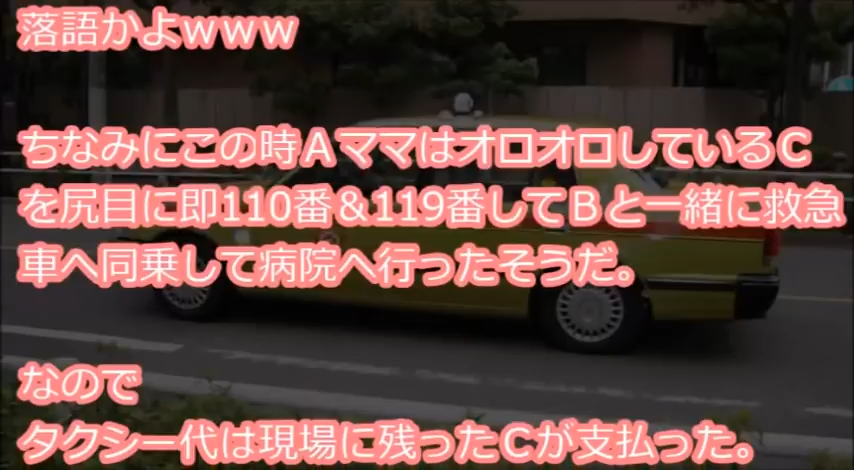 落語かよｗｗｗ
ちなみにこの時ＡママはオロオロしているＣ
を尻目に即110番＆119番してＢと一緒に救急
車へ同乗して病院へ行ったそうだ。
なので
タクシー代は現場に残ったＣが支払った。